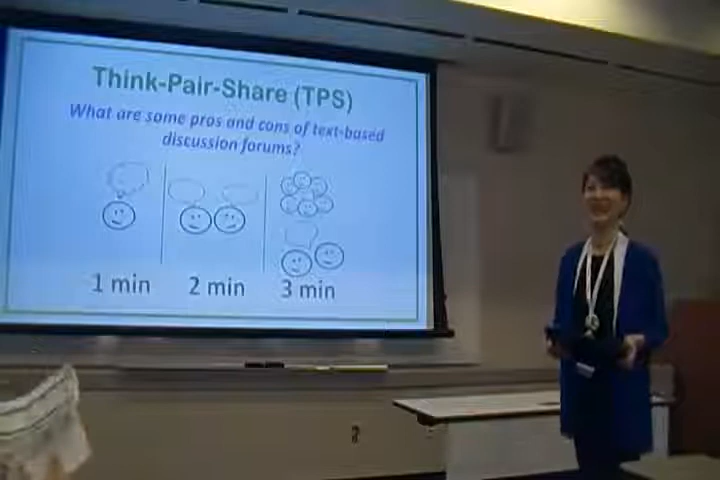 Think-Pair-Share (TPS)
What are some pros and cons of text-based
discussion forums?
1 min 2 min 3 min